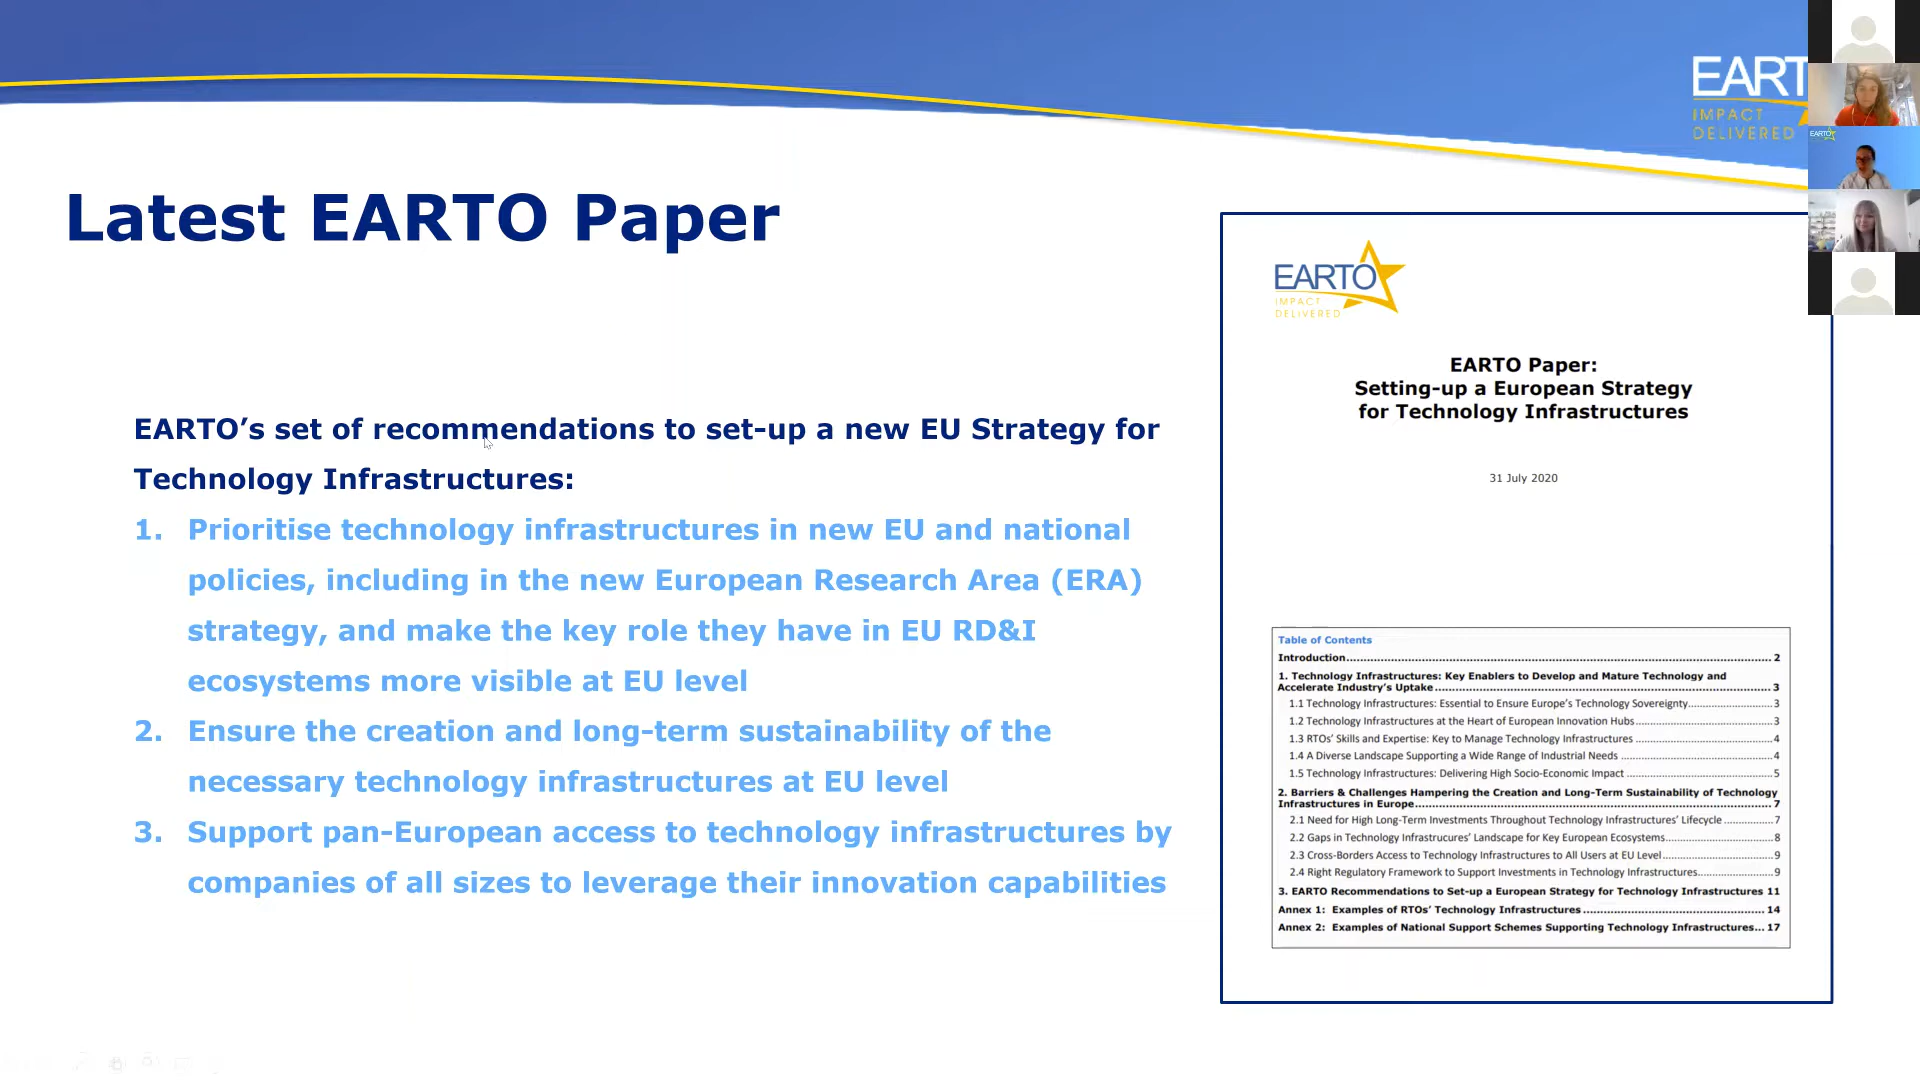 EART
IMPACT
DELIVERED
EARTO
Latest EARTO Paper
EARTO’s set of recommendations to set-up a new EU Strategy for
Technology Infrastructures:
1. Prioritise technology infrastructures in new EU and national
policies, including in the new European Research Area (ERA)
strategy, and make the key role they have in EU RD&I
ecosystems more visible at EU level
2. Ensure the creation and long-term sustainability of the
necessary technology infrastructures at EU level
3. Support pan-European access to technology infrastructures by
companies of all sizes to leverage their innovation capabilities
EARTO
IMPACT
DELIVERED
EARTO Paper:
Setting-up a European Strategy
for Technology Infrastructures
31 July 2020
Table of Contents
Introduction 2
1. Technology Infrastructures: Key Enablers to Develop and Mature Technology and
Accelerate Industry’s Uptake 3
1.1 Technology Infrastructures: Essential to Ensure Europe’s Technology Sovereignty 3
1.2 Technology Infrastructures at the Heart of European Innovation Hubs 3
1.3 RTOs’ Skills and Expertise: Key to Manage Technology Infrastructures 4
1.4 A Diverse Landscape Supporting a Wide Range of Industrial Needs 4
1.5 Technology Infrastructures: Delivering High Socio-Economic Impact 5
2. Barriers & Challenges Hampering the Creation and Long-Term Sustainability of Technology
Infrastructures in Europe 7
2.1 Need for High Long-Term Investments Throughout Technology Infrastructures’ Lifecycle 7
2.2 Gaps in Technology Infrastrucures’ Landscape for Key European Ecosystems 8
2.3 Cross-Borders Access to Technology Infrastructures to All Users at EU Level 9
2.4 Right Regulatory Framework to Support Investments in Technology Infrastructures 9
3. EARTO Recommendations to Set-up a European Strategy for Technology Infrastructures 11
Annex 1: Examples of RTOs’ Technology Infrastructures 14
Annex 2: Examples of National Support Schemes Supporting Technology Infrastructures... 17